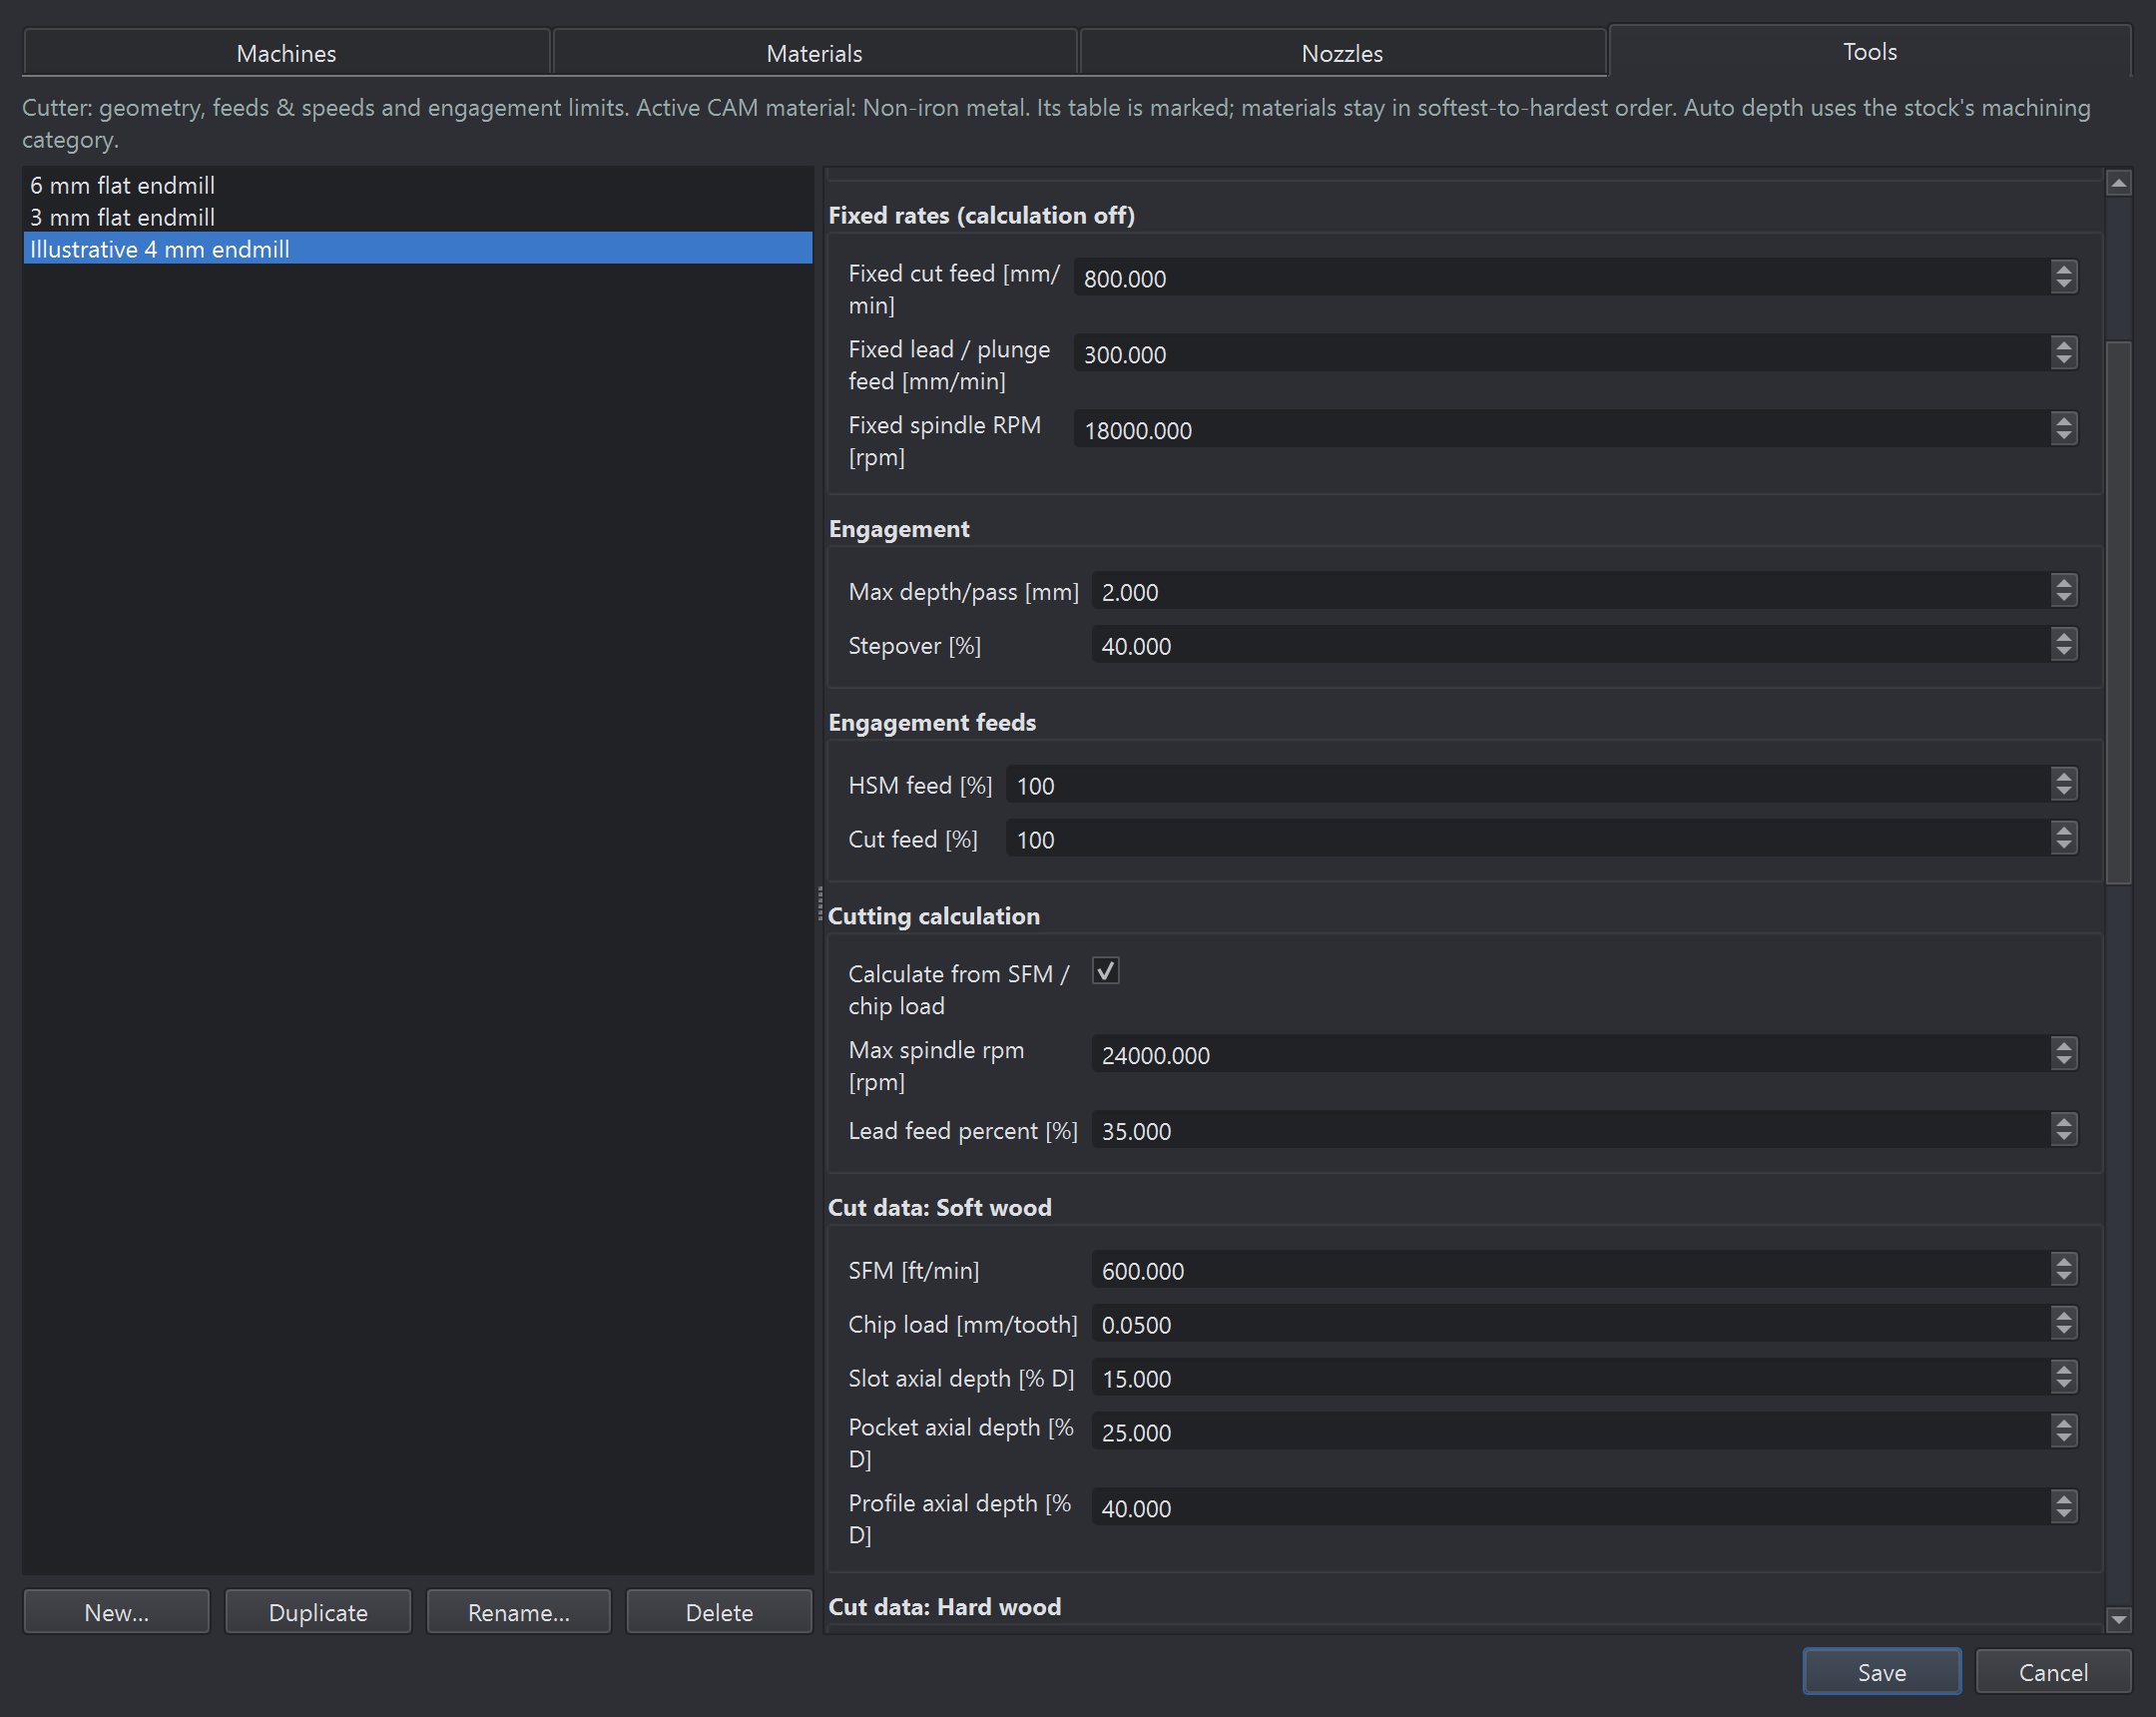 Machines
Materials
Nozzles
Tools
Cutter: geometry, feeds & speeds and engagement limits. Active CAM material: Non-iron metal. Its table is marked; materials stay in softest-to-hardest order. Auto depth uses the stock's machining
category.
6 mm flat endmill
3 mm flat endmill
Illustrative 4 mm endmill
Fixed rates (calculation off)
Fixed cut feed [mm/
min]
800.000
Fixed lead / plunge
feed [mm/min]
300.000
Fixed spindle RPM
[rpm]
18000.000
Engagement
Max depth/pass [mm]
2.000
Stepover [%]
40.000
Engagement feeds
HSM feed [%]
100
Cut feed [%]
100
Cutting calculation
Calculate from SFM /
chip load
Max spindle rpm
[rpm]
24000.000
Lead feed percent [%]
35.000
Cut data: Soft wood
SFM [ft/min]
600.000
Chip load [mm/tooth]
0.0500
Slot axial depth [% D]
15.000
Pocket axial depth [%
D]
25.000
Profile axial depth [%
D]
40.000
Cut data: Hard wood
New...
Duplicate
Rename...
Delete
Save
Cancel